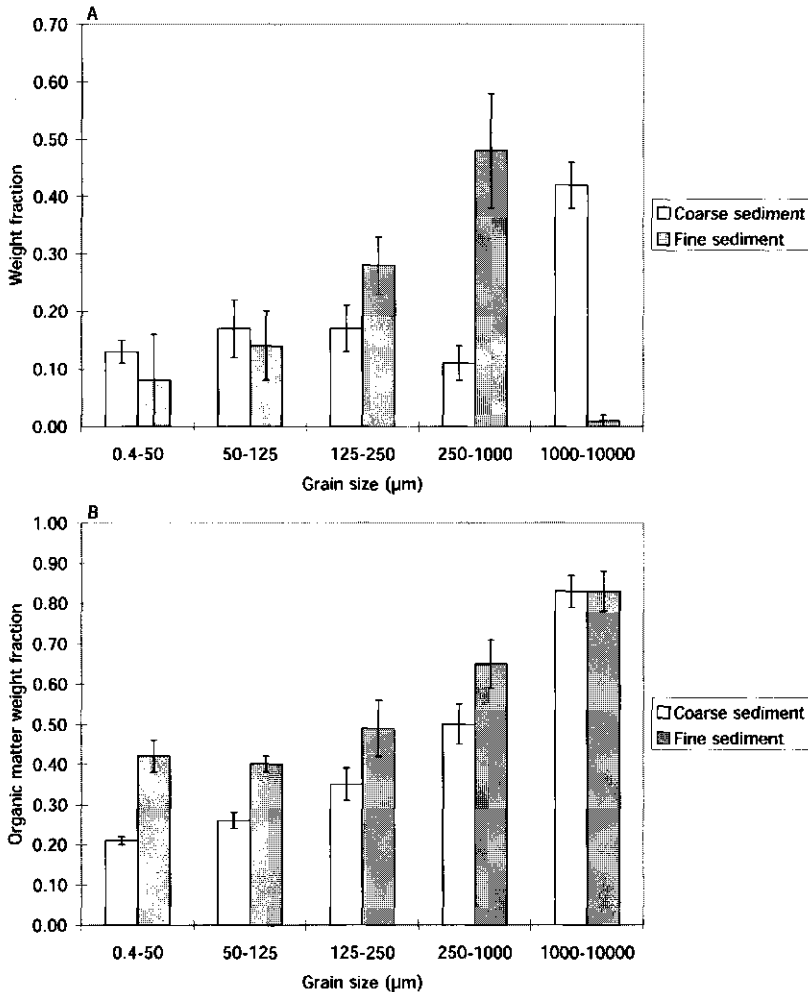 A
0.70
0.60
0.50
0.40
0.30
0.20
0.10
0.00
Weight fraction
0.4-50 50-125 125-250 250-1000 1000-10000
Grain size (µm)
Coarse sediment
Fine sediment
B
1.00
0.90
0.80
0.70
0.60
0.50
0.40
0.30
0.20
0.10
0.00
Organic matter weight fraction
0.4-50 50-125 125-250 250-1000 1000-10000
Grain size (µm)
Coarse sediment
Fine sediment